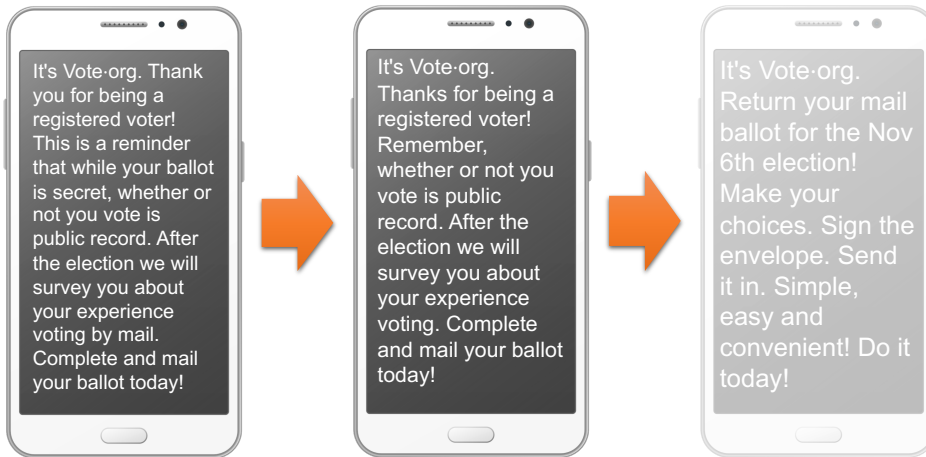 It's Vote·org. Thank
you for being a
registered voter!
This is a reminder
that while your ballot
is secret, whether or
not you vote is
public record. After
the election we will
survey you about
your experience
voting by mail.
Complete and mail
your ballot today!
It's Vote·org.
Thanks for being a
registered voter!
Remember,
whether or not you
vote is public
record. After the
election we will
survey you about
your experience
voting. Complete
and mail your ballot
today!
It's Vote·org.
Return your mail
ballot for the Nov
6th election!
Make your
choices. Sign the
envelope. Send
it in. Simple,
easy and
convenient! Do it
today!